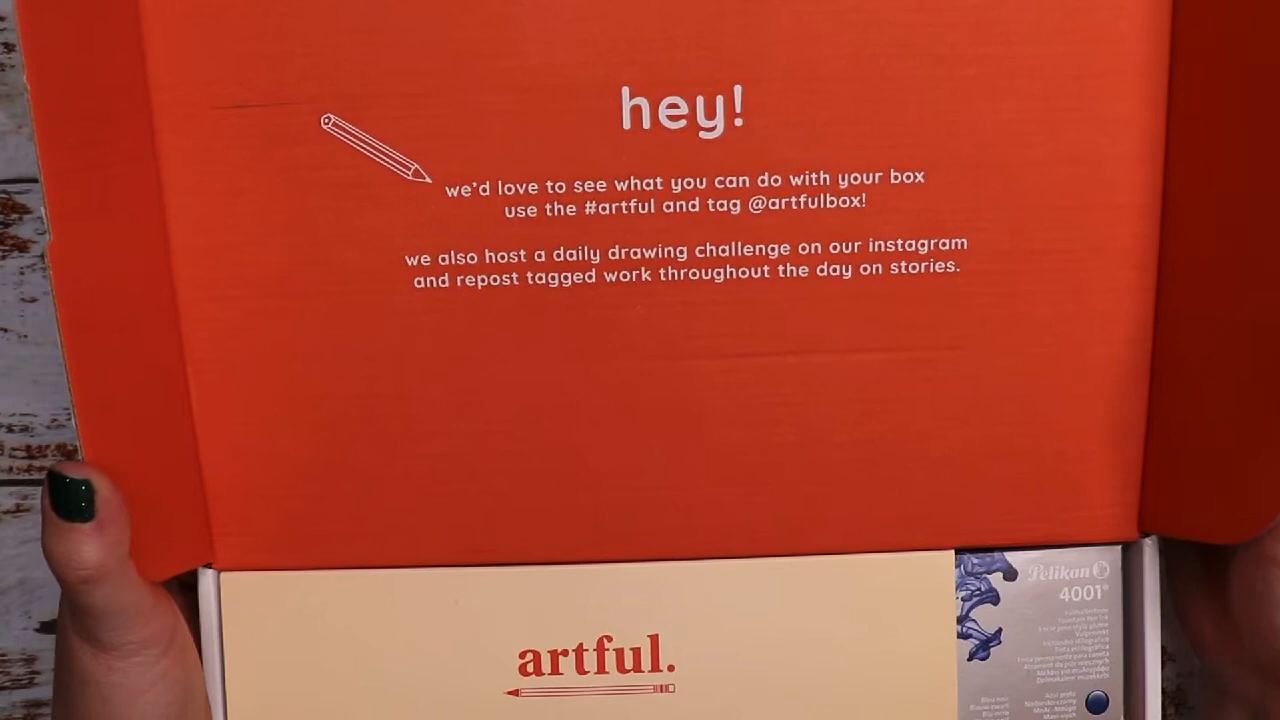 hey!
we'd love to see what you can do with your box
use the #artful and tag @artfulbox!
we also host a daily drawing challenge on our instagram
and repost tagged work throughout the day on stories.
artful.
Pelikan
4001®